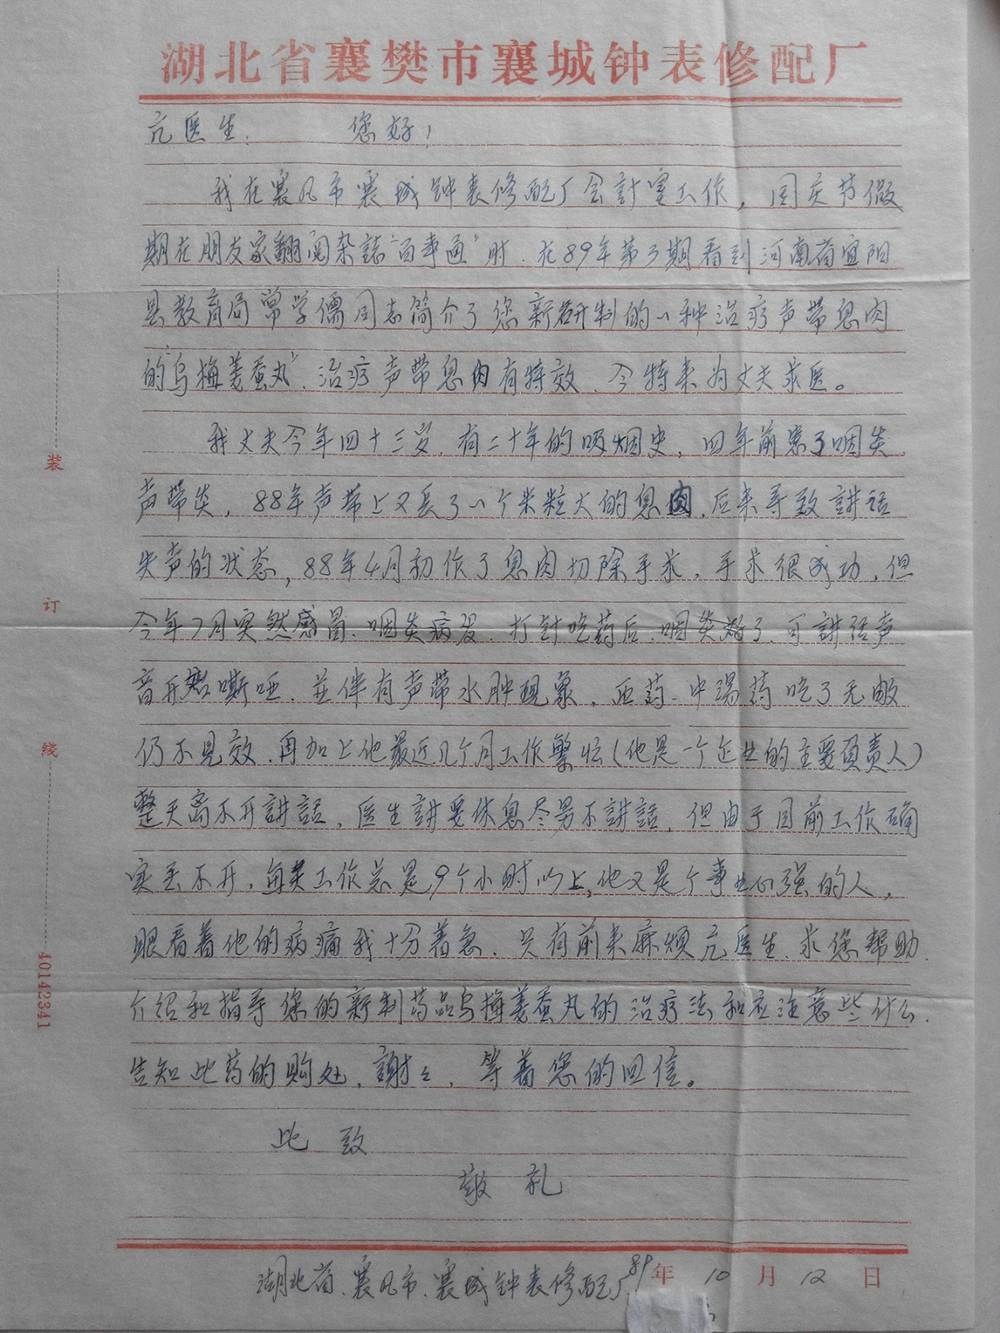 湖北省襄樊市襄城钟表修配厂
亢医生: 您好!
我在襄凡市襄城钟表修配厂会計室工作，国庆节假
期在朋友家翻阅杂誌“百事通”时，在89年第3期看到河南省宜阳
县教育局常学儒同志简介了您新研制的一种治疗声带息肉
的“乌梅姜蚕丸”，治疗声带息肉有特效，今特来为丈夫求医。
我丈夫今年四十三岁，有二十年的吸烟史，四年前患了咽炎，
声带炎，88年声带上又長了一个米粒大的息肉，后来导致講话
失声的状态，88年4月初作了息肉切除手术，手术很成功，但
今年7月突然感冒，咽炎病发，打針吃药后，咽炎好了，可講话声
音开始嘶哑，並伴有声带水肿现象，西药、中汤药吃了无数
仍不見效，再加上他最近几个月工作繁忙(他是一个企业的主要負责人)
整天离不开講話，医生講要休息尽量不講話，但由于目前工作确
实丢不开，每天工作总是9个小时以上，他又是个事业心强的人，
眼看着他的病痛我十分着急，只有前来麻烦亢医生，求您帮助，
介绍和指导您的新制药品乌梅姜蚕丸的治疗法和应注意些什么，
告知此药的购处，謝々，等着您的回信。
此致
敬礼
湖北省、襄凡市、襄城钟表修配厂 89年10月12日
装
订
线
40142341